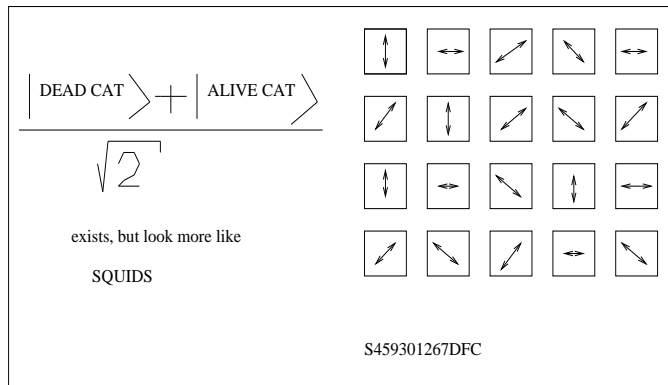 |DEAD CAT〉+|ALIVE CAT〉
√2
exists, but look more like
SQUIDS
S459301267DFC